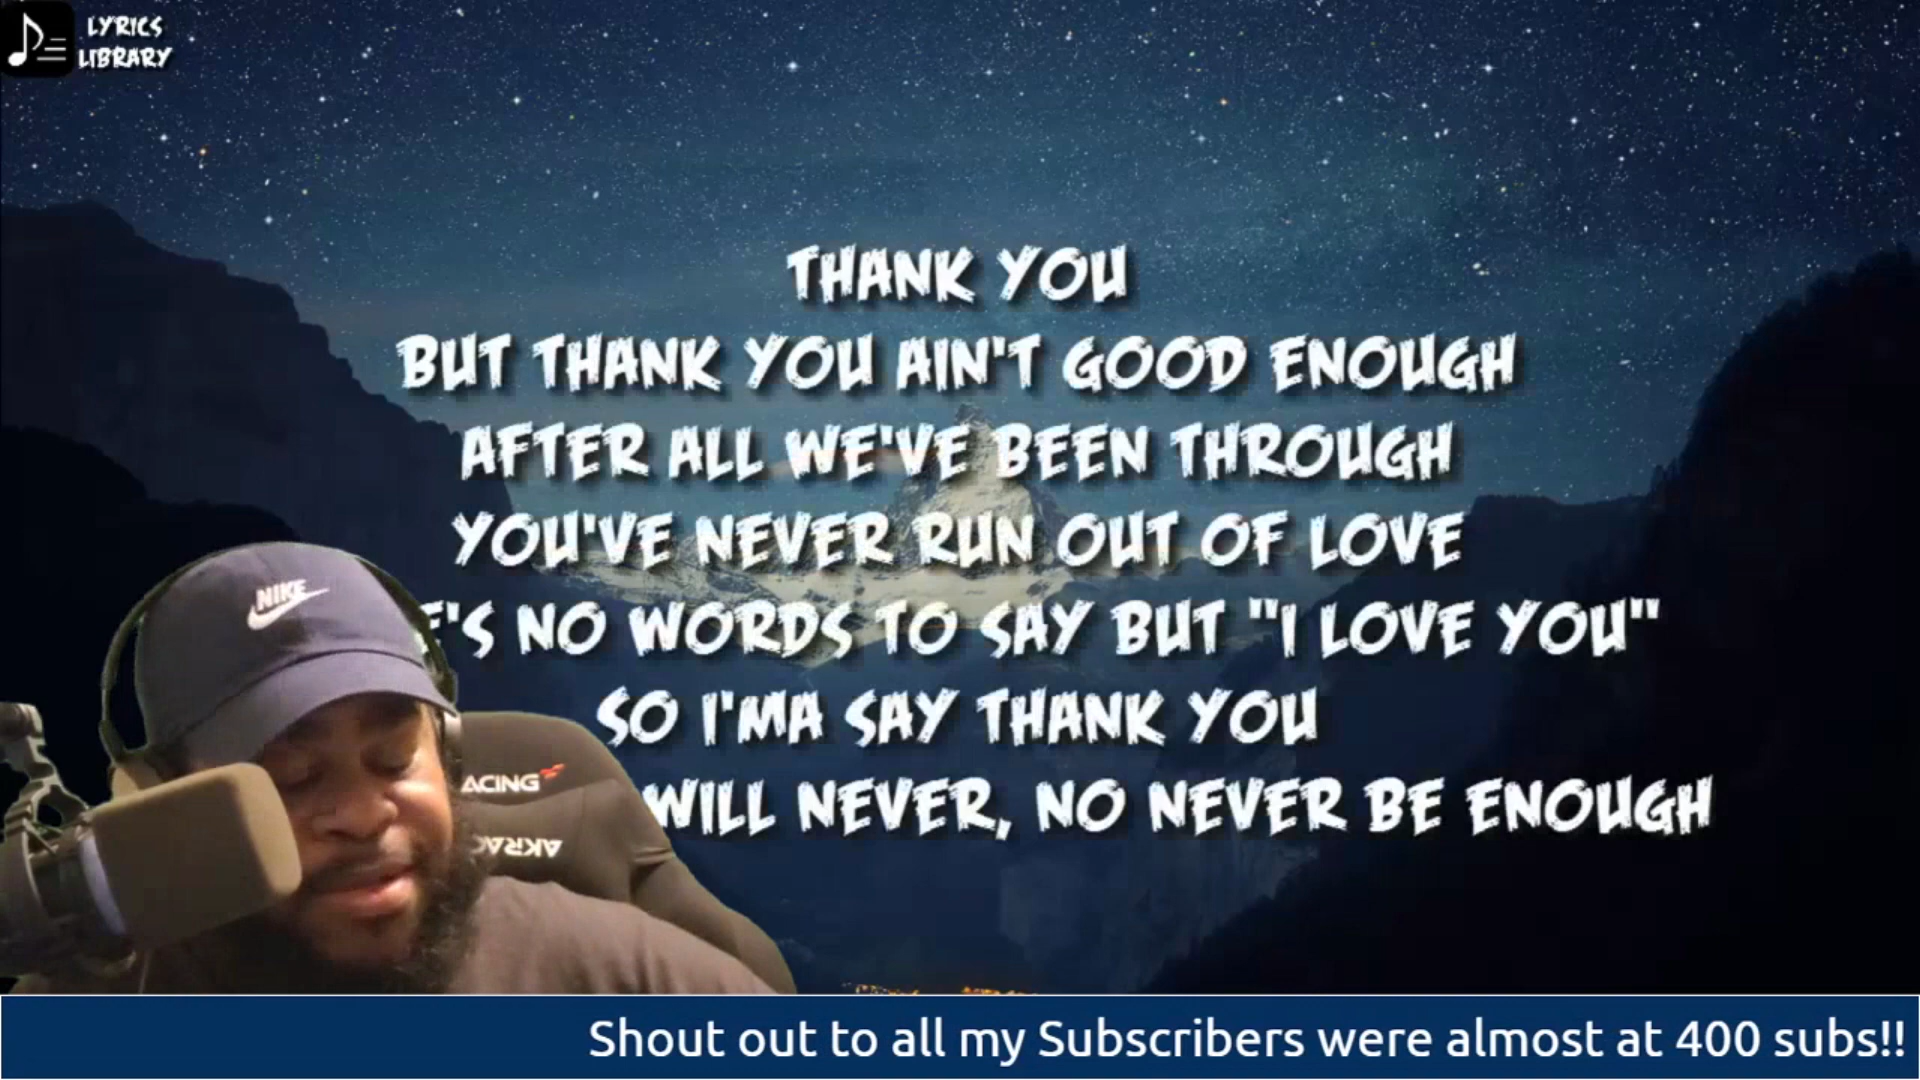 LYRICS
LIBRARY
THANK YOU
BUT THANK YOU AIN'T GOOD ENOUGH
AFTER ALL WE'VE BEEN THROUGH
YOU'VE NEVER RUN OUT OF LOVE
NO WORDS TO SAY BUT "I LOVE YOU"
SO I'MA SAY THANK YOU
WILL NEVER, NO NEVER BE ENOUGH
NIKE
ACING
AKRAC
Shout out to all my Subscribers were almost at 400 subs!!